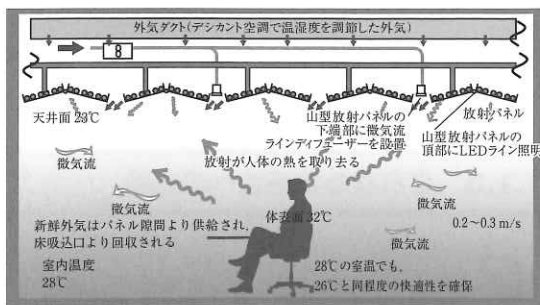 外気ダクト(デシカント空調で温湿度を調節した外気)
8
天井面 23℃
山型放射パネルの
下端部に微気流
ラインディフューザーを設置
放射パネル
山型放射パネルの
頂部にLEDライン照明
微気流
放射が人体の熱を取り去る
微気流
微気流
体表面 32℃
新鮮外気はパネル隙間より供給され,
床吸込口より回収される
微気流
0.2〜0.3 m/s
室内温度
28℃
28℃の室温でも,
26℃と同程度の快適性を確保